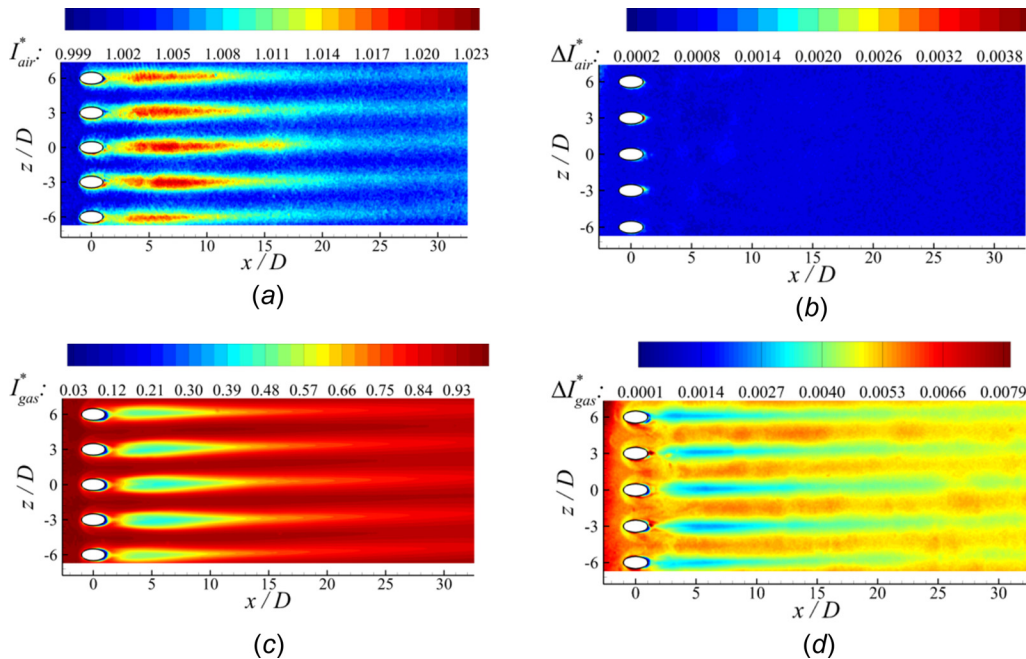 I*air: 0.999 1.002 1.005 1.008 1.011 1.014 1.017 1.020 1.023
6
3
0
-3
-6
z / D
0 5 10 15 20 25 30
x / D
(a)
ΔI*air: 0.0002 0.0008 0.0014 0.0020 0.0026 0.0032 0.0038
6
3
0
-3
-6
z / D
0 5 10 15 20 25 30
x / D
(b)
I*gas: 0.03 0.12 0.21 0.30 0.39 0.48 0.57 0.66 0.75 0.84 0.93
6
3
0
-3
-6
z / D
0 5 10 15 20 25 30
x / D
(c)
ΔI*gas: 0.0001 0.0014 0.0027 0.0040 0.0053 0.0066 0.0079
6
3
0
-3
-6
z / D
0 5 10 15 20 25 30
x / D
(d)